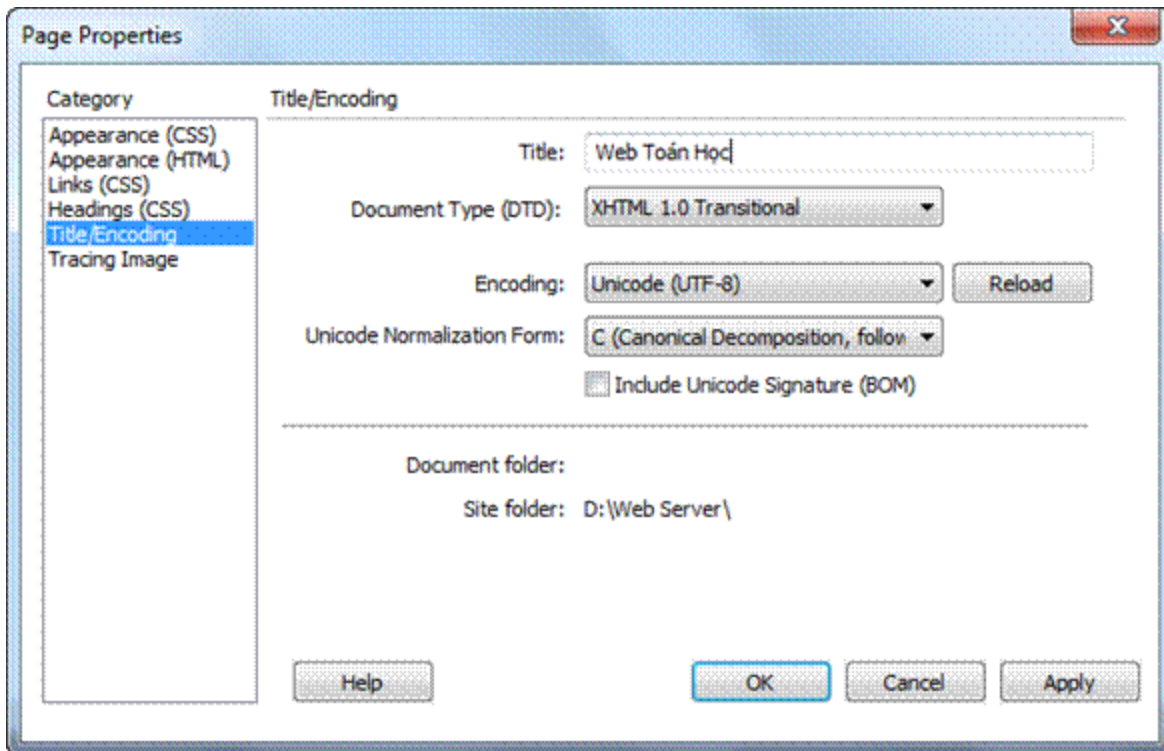 Page Properties
Category
Appearance (CSS)
Appearance (HTML)
Links (CSS)
Headings (CSS)
Title/Encoding
Tracing Image
Title/Encoding
Title: Web Toán Học
Document Type (DTD): XHTML 1.0 Transitional
Encoding: Unicode (UTF-8) Reload
Unicode Normalization Form: C (Canonical Decomposition, follow
Include Unicode Signature (BOM)
Document folder:
Site folder: D:\Web Server\
Help OK Cancel Apply